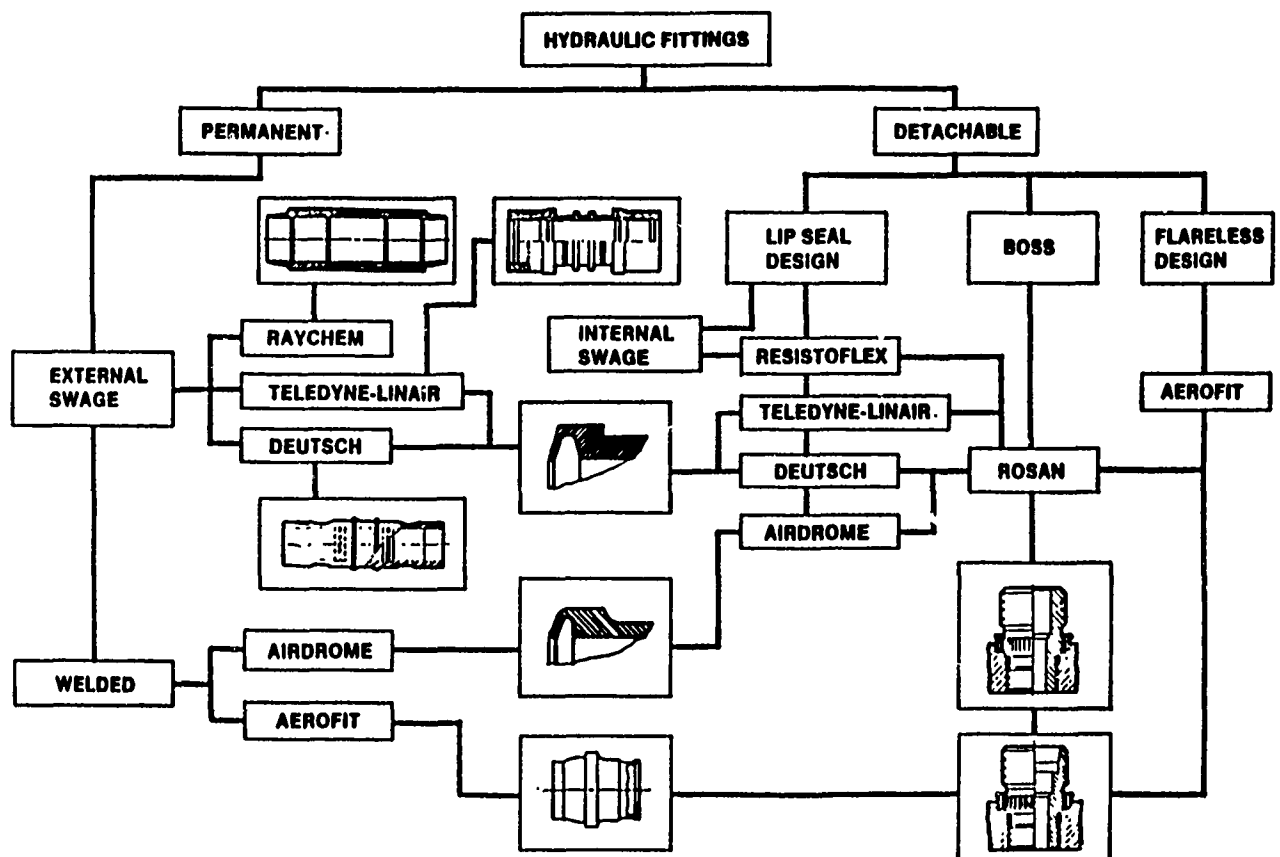 HYDRAULIC FITTINGS
PERMANENT
DETACHABLE
LIP SEAL
DESIGN
BOSS
FLARELESS
DESIGN
RAYCHEM
INTERNAL
SWAGE
RESISTOFLEX
EXTERNAL
SWAGE
TELEDYNE-LINAIR
AEROFIT
TELEDYNE-LINAIR
DEUTSCH
DEUTSCH
ROSAN
AIRDROME
AIRDROME
WELDED
AEROFIT